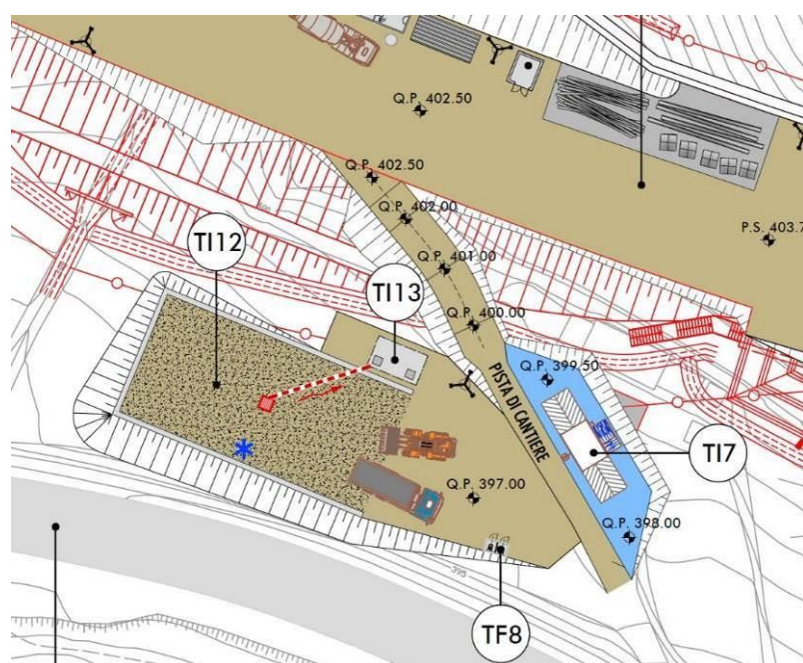 Q.P. 402.50
Q.P. 402.50
Q.P. 402.00
P.S. 403.7
TI12
Q.P. 401.00
TI13
Q.P. 400.00
Q.P. 399.50
PISTA DI CANTIERE
TI7
Q.P. 397.00
Q.P. 398.00
395
TF8